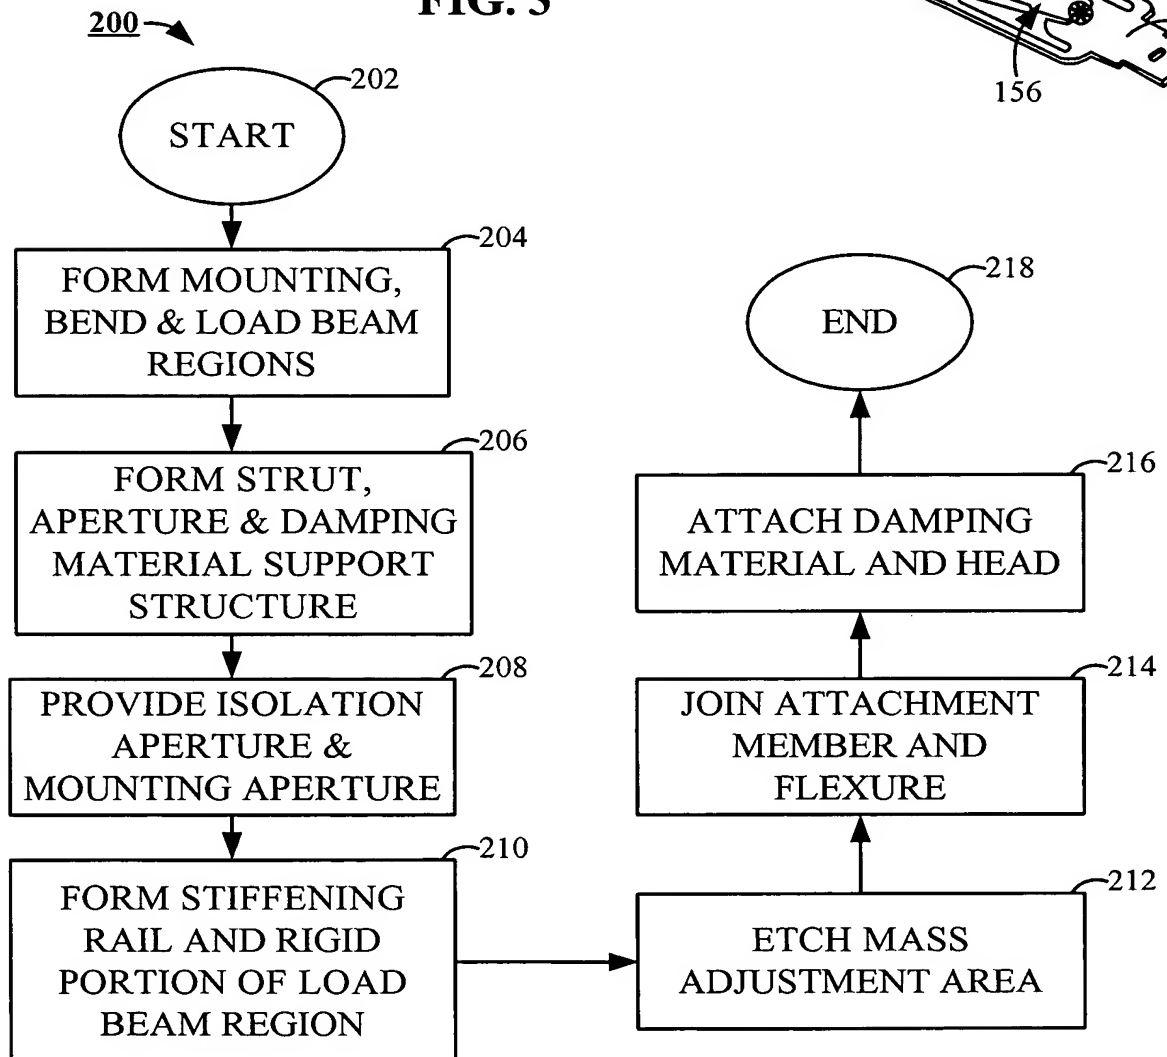 FIG. 5
200
156
202
START
204
FORM MOUNTING,
BEND & LOAD BEAM
REGIONS
206
FORM STRUT,
APERTURE & DAMPING
MATERIAL SUPPORT
STRUCTURE
208
PROVIDE ISOLATION
APERTURE &
MOUNTING APERTURE
210
FORM STIFFENING
RAIL AND RIGID
PORTION OF LOAD
BEAM REGION
212
ETCH MASS
ADJUSTMENT AREA
214
JOIN ATTACHMENT
MEMBER AND
FLEXURE
216
ATTACH DAMPING
MATERIAL AND HEAD
218
END